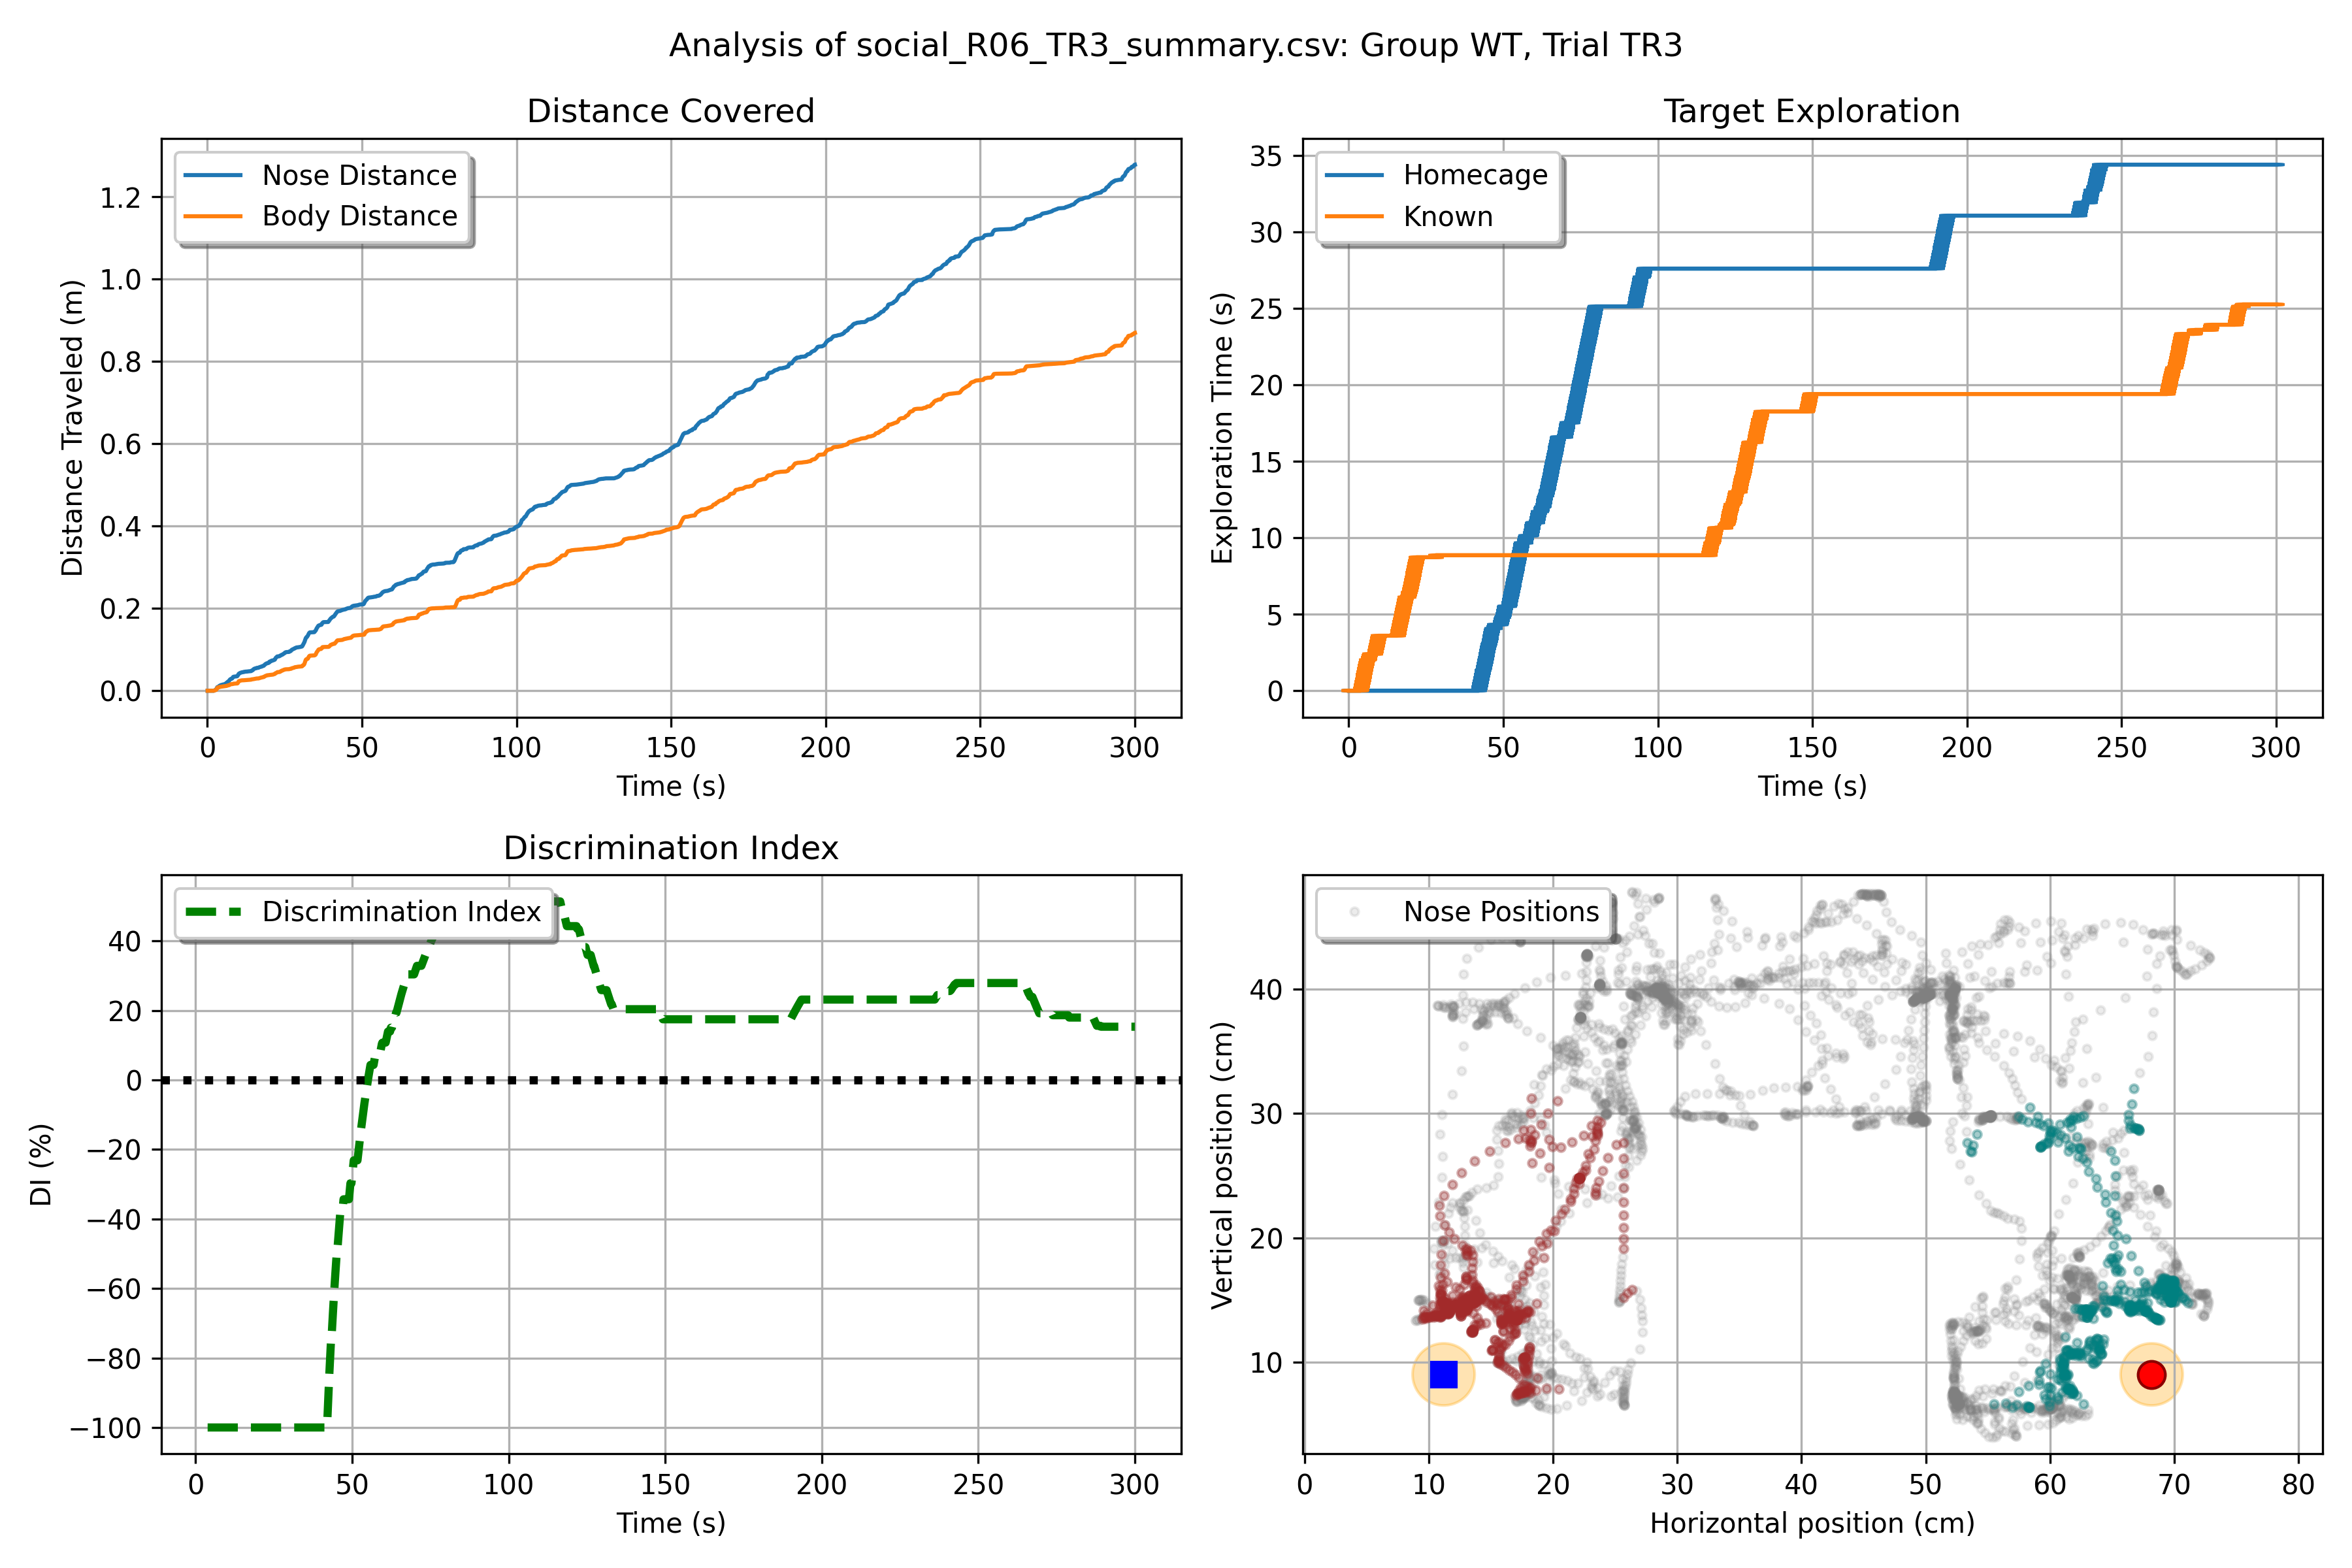 Analysis of social_R06_TR3_summary.csv: Group WT, Trial TR3
Distance Covered
Nose Distance
Body Distance
Distance Traveled (m)
1.2
1.0
0.8
0.6
0.4
0.2
0.0
0 50 100 150 200 250 300
Time (s)
Target Exploration
Homecage
Known
Exploration Time (s)
35
30
25
20
15
10
5
0
0 50 100 150 200 250 300
Time (s)
Discrimination Index
Discrimination Index
DI (%)
40
20
0
−20
−40
−60
−80
−100
0 50 100 150 200 250 300
Time (s)
Nose Positions
Vertical position (cm)
40
30
20
10
0 10 20 30 40 50 60 70 80
Horizontal position (cm)